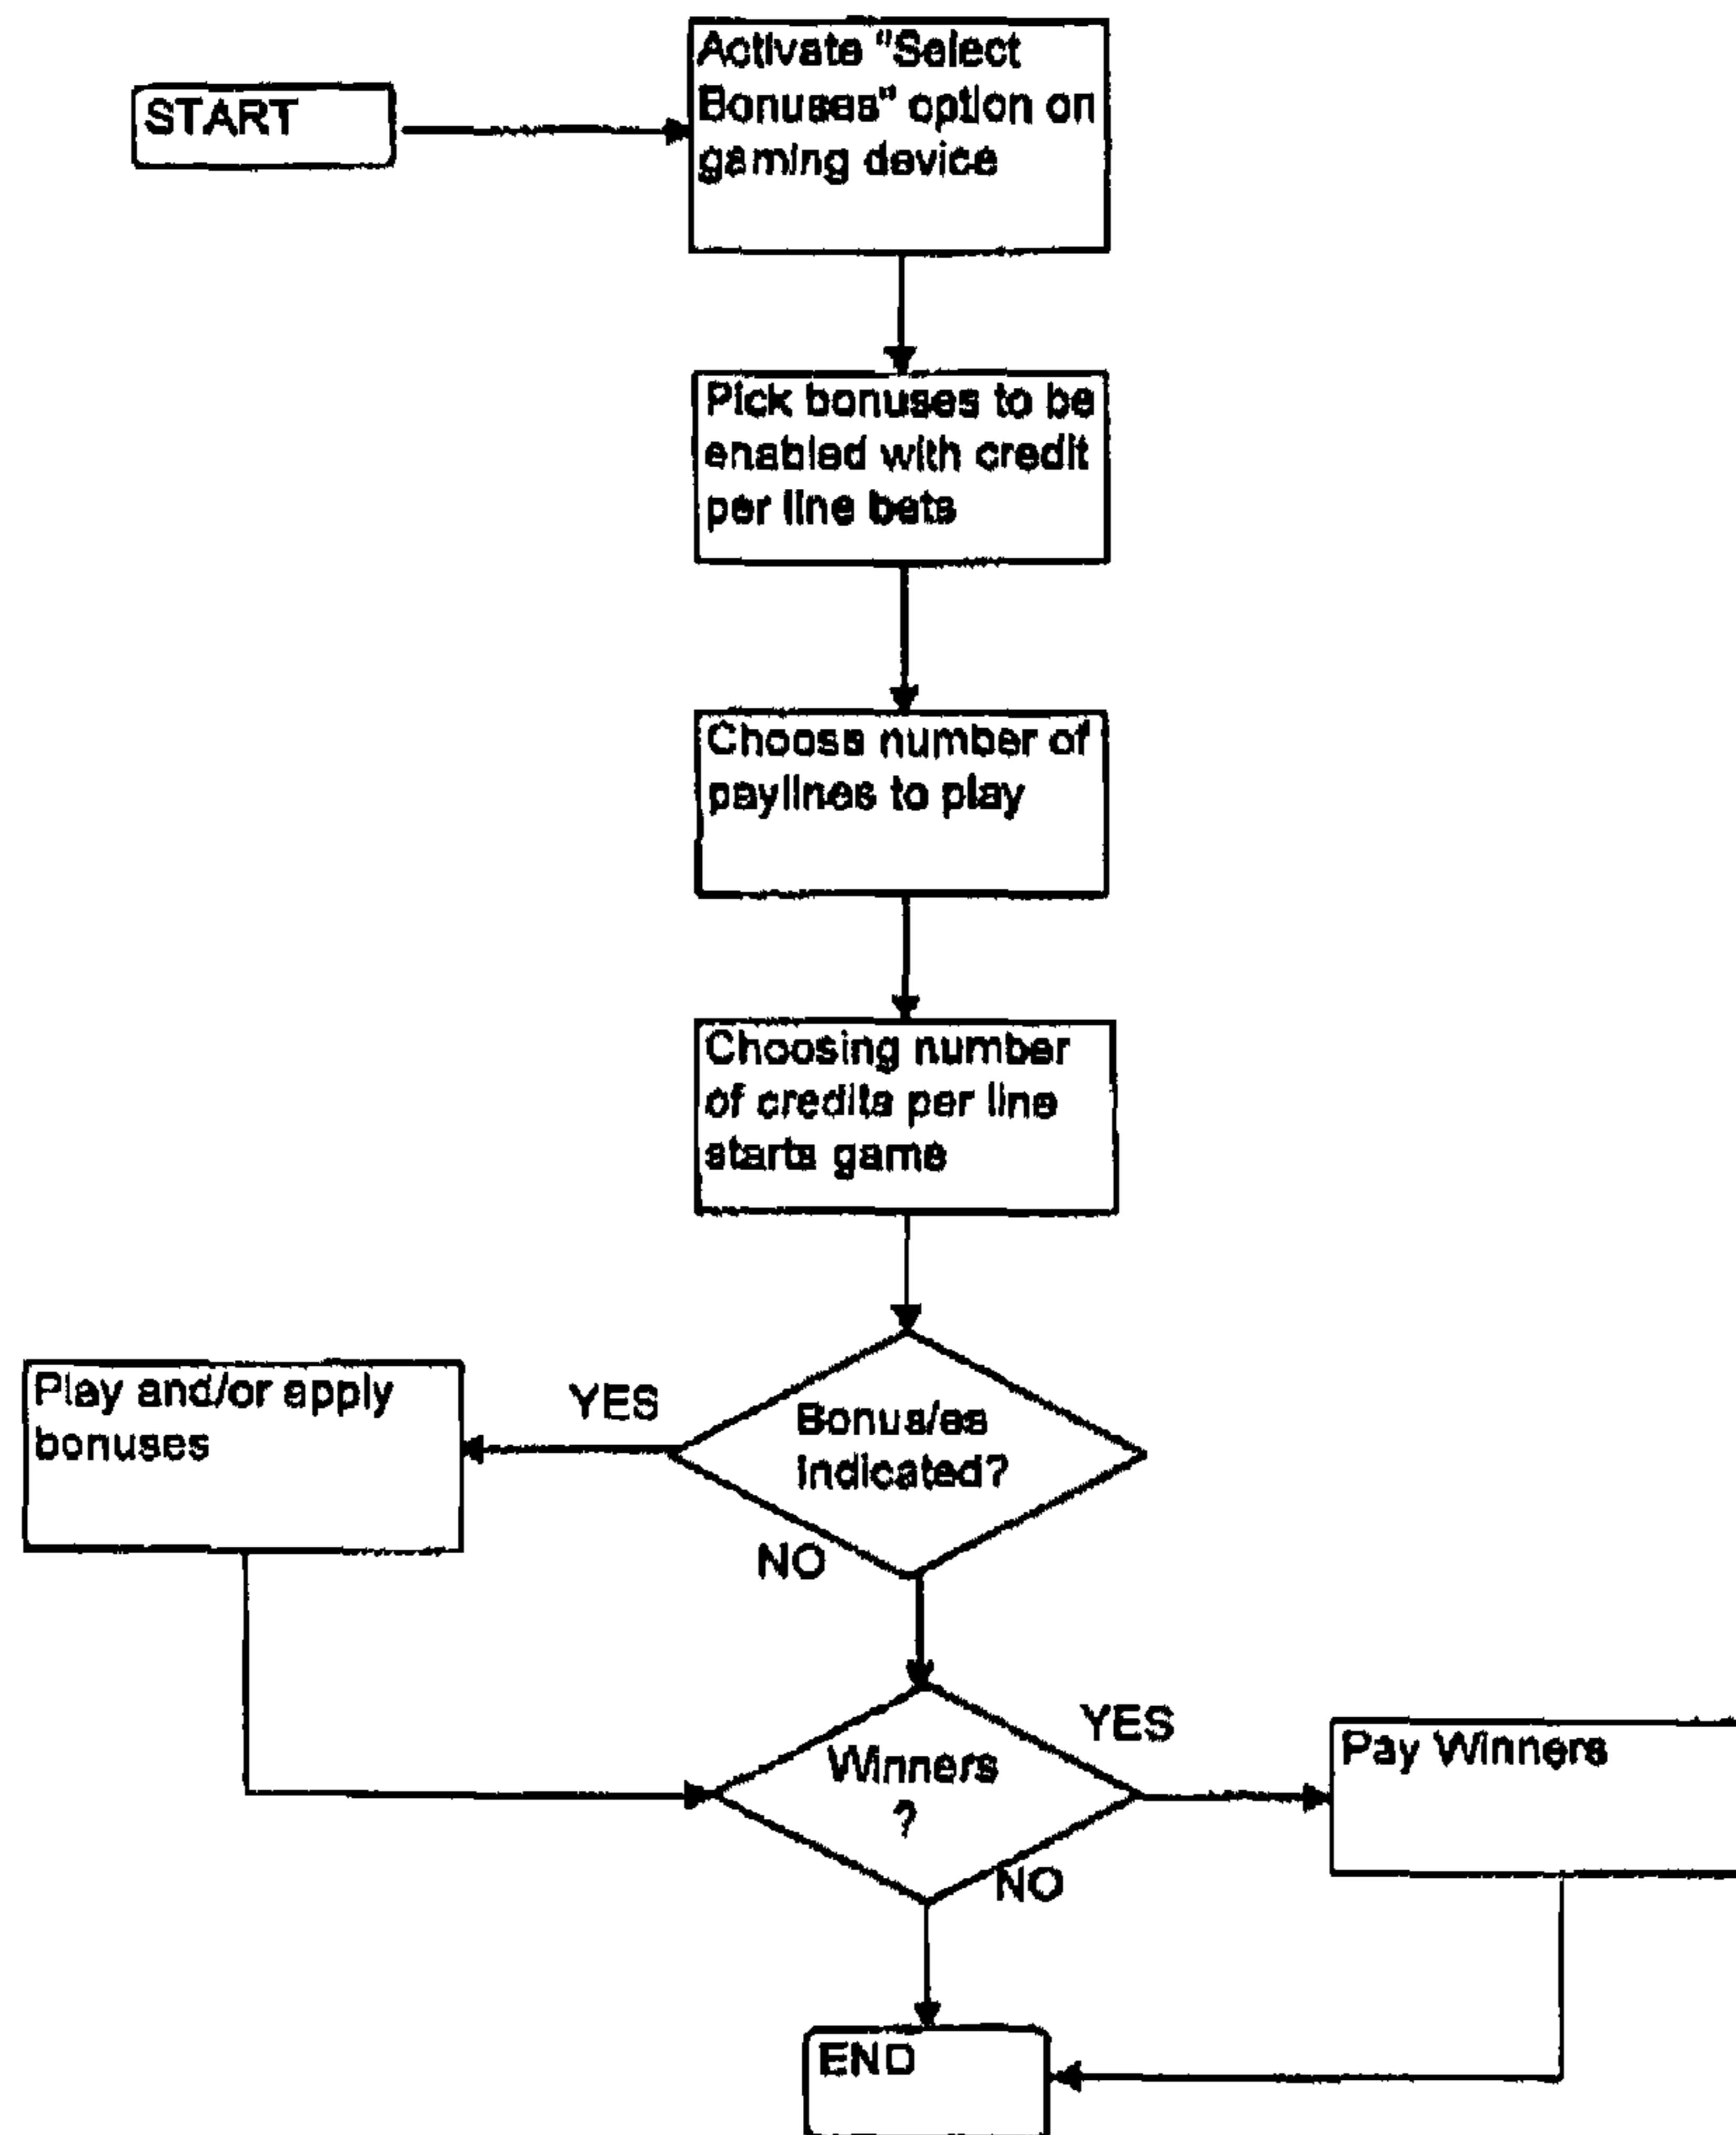 START
Activate "Select
Bonuses" option on
gaming device
Pick bonuses to be
enabled with credit
per line bets
Choose number of
paylines to play
Choosing number
of credits per line
starts game
Play and/or apply
bonuses
YES
Bonus/es
indicated?
NO
Winners
?
YES
Pay Winners
NO
END